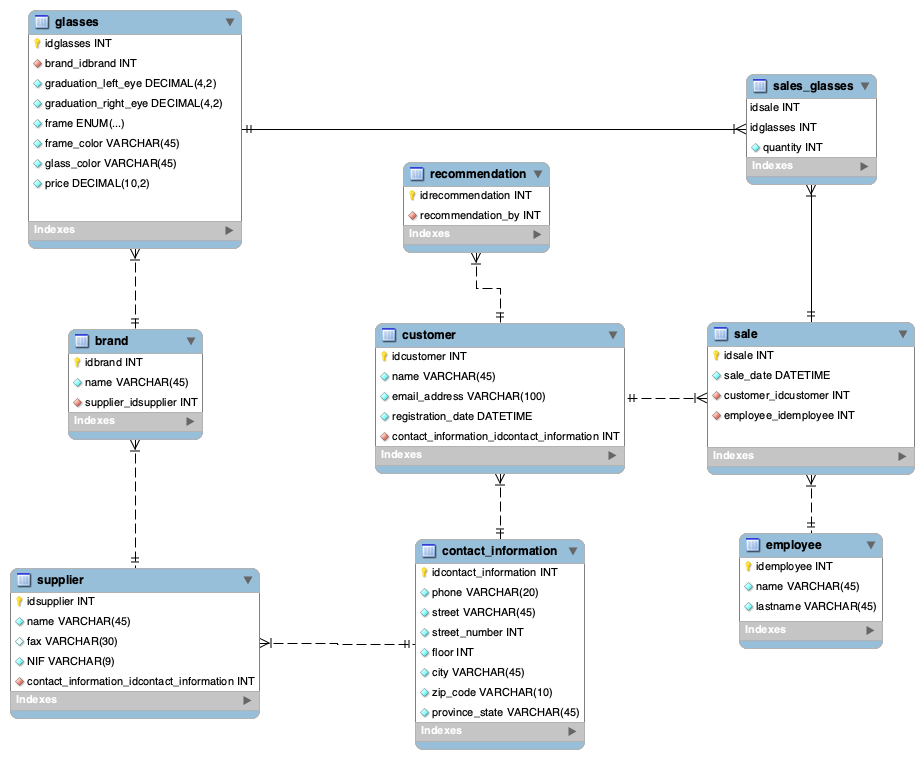 glasses
idglasses INT
brand_idbrand INT
graduation_left_eye DECIMAL(4,2)
graduation_right_eye DECIMAL(4,2)
frame ENUM(...)
frame_color VARCHAR(45)
glass_color VARCHAR(45)
price DECIMAL(10,2)
Indexes
sales_glasses
idsale INT
idglasses INT
quantity INT
Indexes
recommendation
idrecommendation INT
recommendation_by INT
Indexes
brand
idbrand INT
name VARCHAR(45)
supplier_idsupplier INT
Indexes
customer
idcustomer INT
name VARCHAR(45)
email_address VARCHAR(100)
registration_date DATETIME
contact_information_idcontact_information INT
Indexes
sale
idsale INT
sale_date DATETIME
customer_idcustomer INT
employee_idemployee INT
Indexes
supplier
idsupplier INT
name VARCHAR(45)
fax VARCHAR(30)
NIF VARCHAR(9)
contact_information_idcontact_information INT
Indexes
contact_information
idcontact_information INT
phone VARCHAR(20)
street VARCHAR(45)
street_number INT
floor INT
city VARCHAR(45)
zip_code VARCHAR(10)
province_state VARCHAR(45)
Indexes
employee
idemployee INT
name VARCHAR(45)
lastname VARCHAR(45)
Indexes